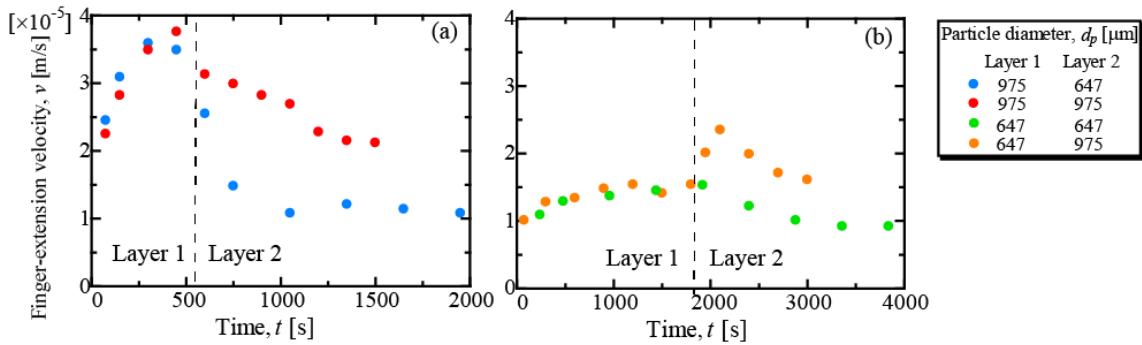 [×10⁻⁵]
Finger-extension velocity, v [m/s]
4
3
2
1
0
(a)
Layer 1 Layer 2
0 500 1000 1500 2000
Time, t [s]
4
3
2
1
0
(b)
Layer 1 Layer 2
0 1000 2000 3000 4000
Time, t [s]
Particle diameter, dₚ [μm]
Layer 1 Layer 2
975 647
975 975
647 647
647 975